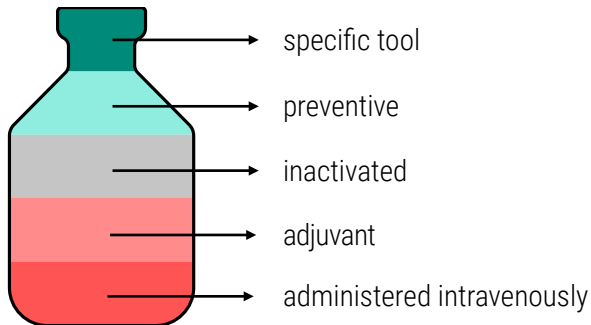 specific tool
preventive
inactivated
adjuvant
administered intravenously